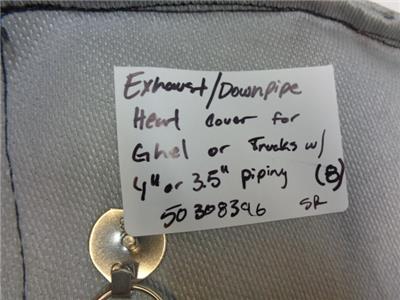 Exhaust/Downpipe
Heat cover for
Ghel or Trucks w/
4" or 3.5" piping (8)
50308396 SR